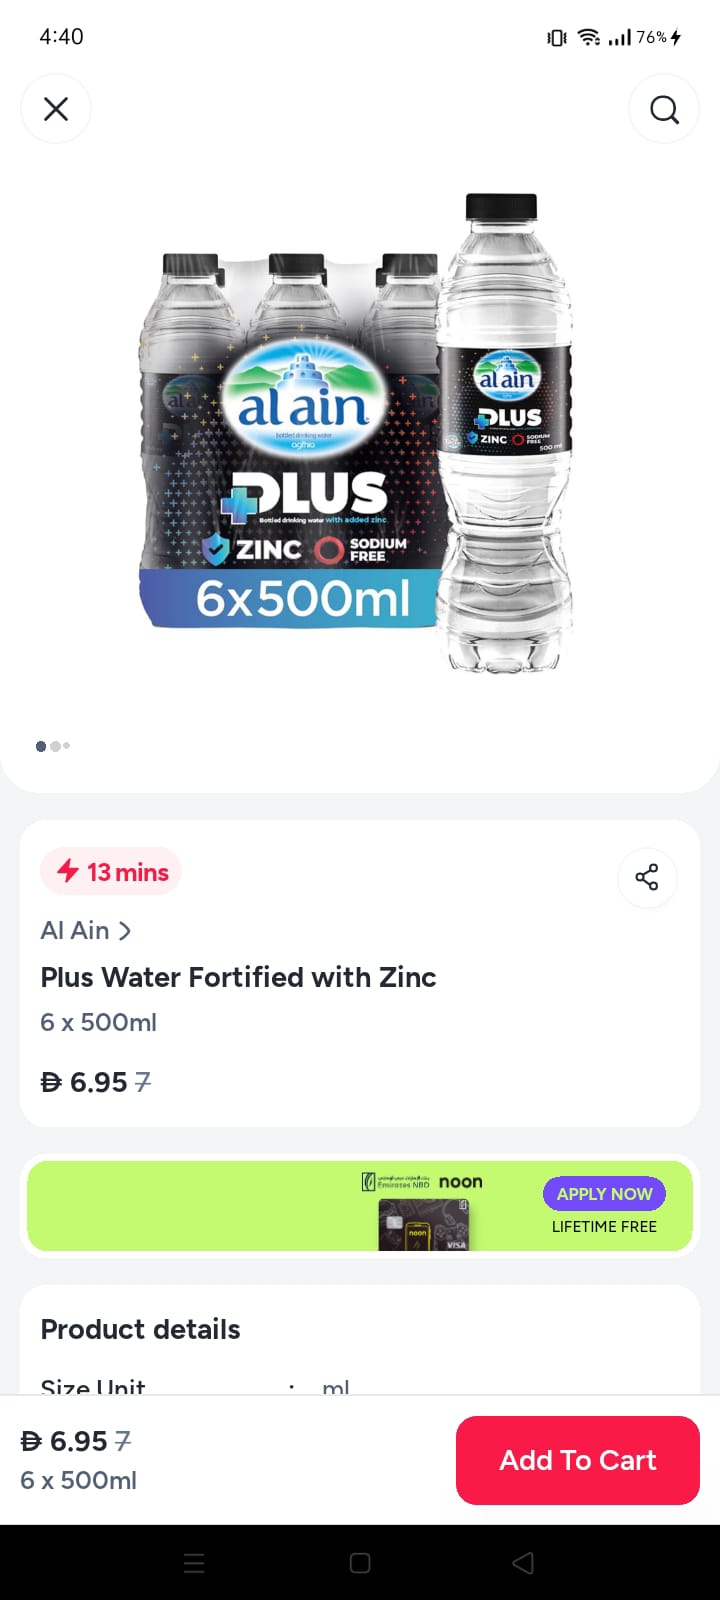 4:40
76%
al ain
bottled drinking water
agthia
PLUS
Bottled drinking water with added zinc.
ZINC
SODIUM
FREE
6x500ml
al ain
PLUS
ZINC
SODIUM
FREE
500 ml
13 mins
Al Ain
Plus Water Fortified with Zinc
6 x 500ml
6.95 7
Emirates NBD
noon
noon
VISA
APPLY NOW
LIFETIME FREE
Product details
Size Unit : ml
6.95 7
6 x 500ml
Add To Cart